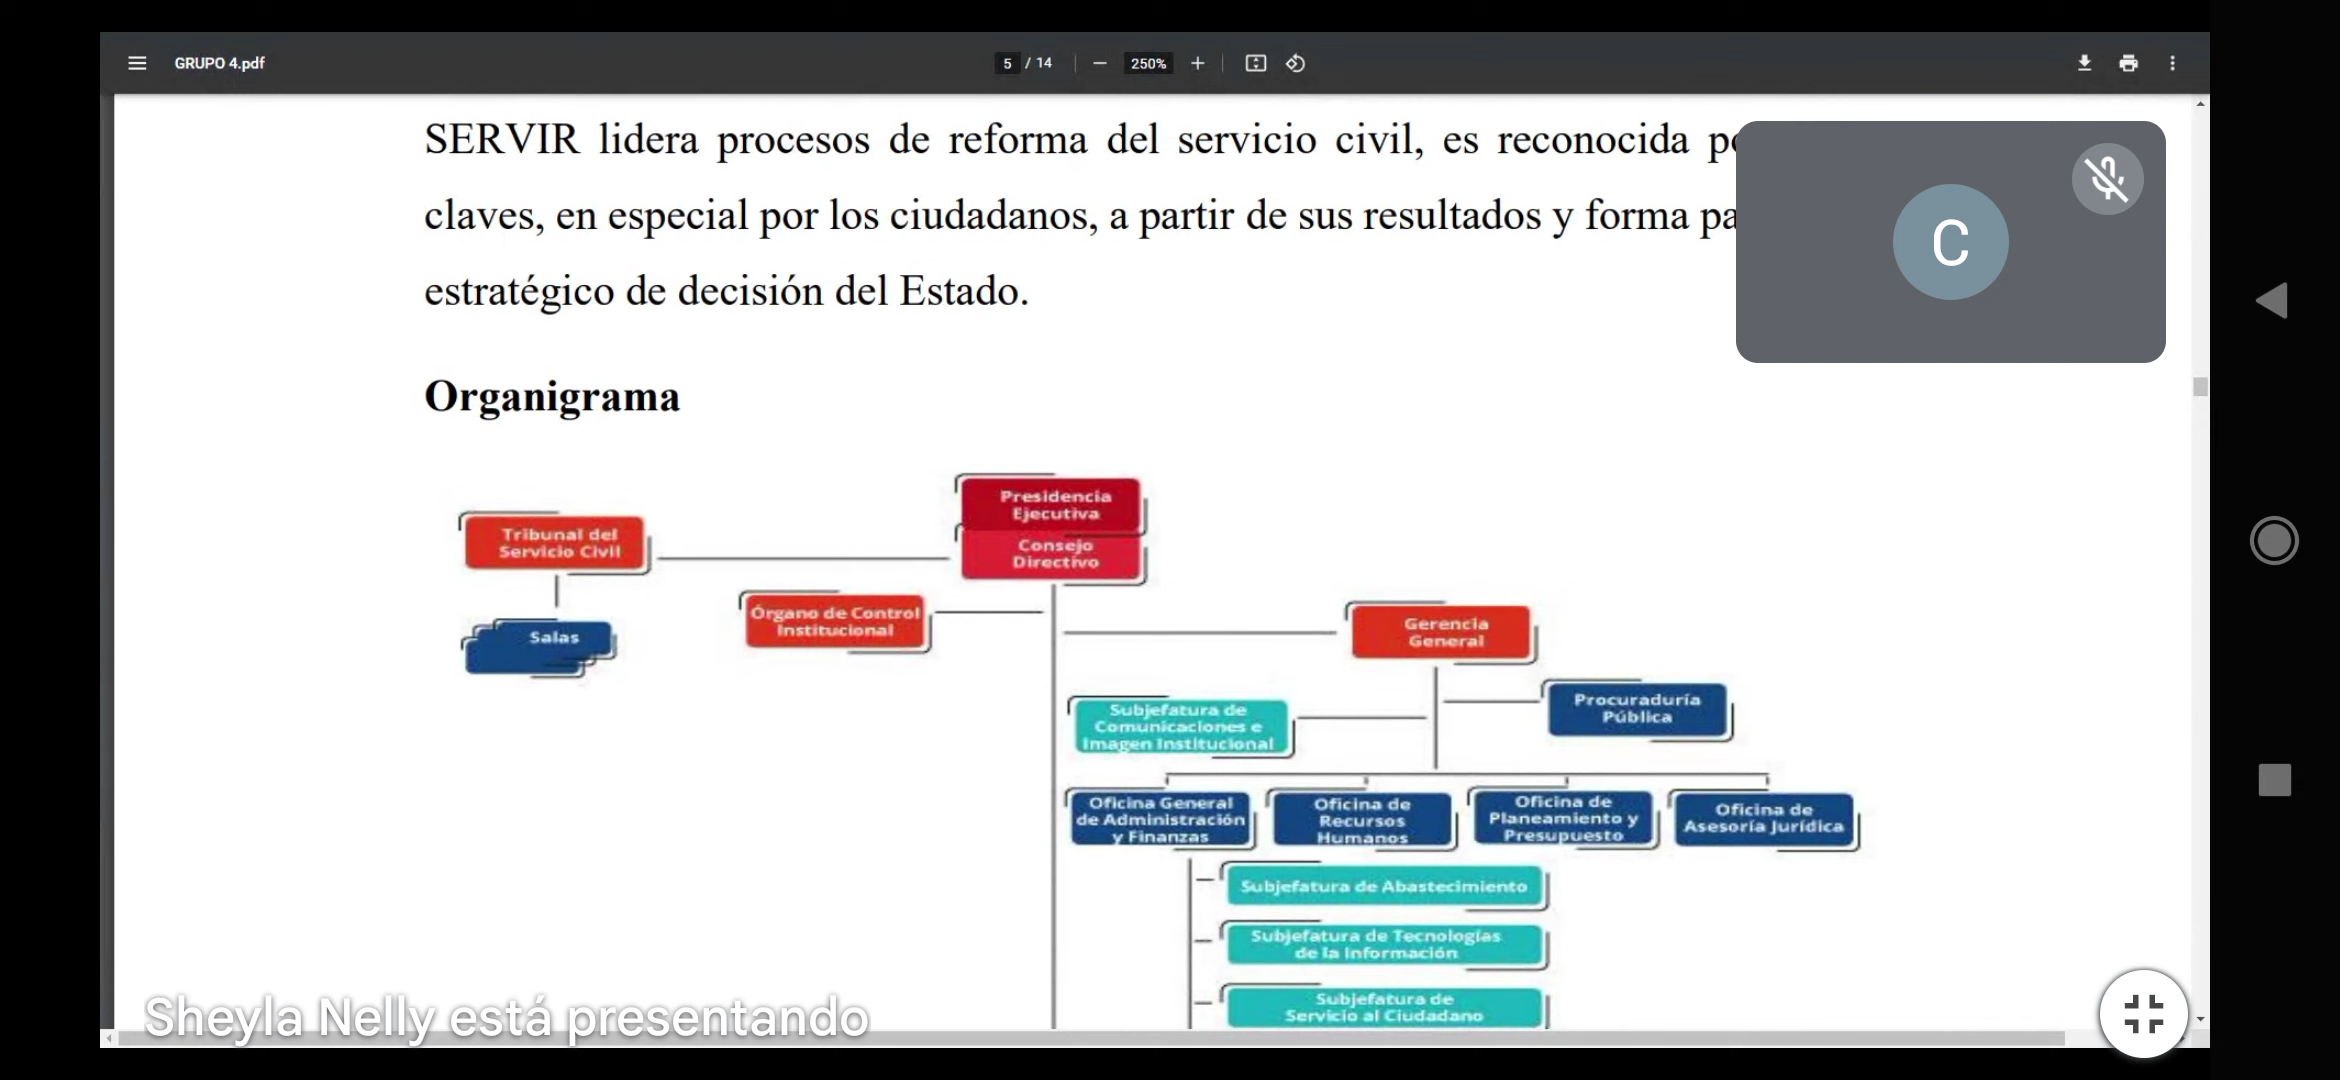 GRUPO 4.pdf
5 / 14
250%
SERVIR lidera procesos de reforma del servicio civil, es reconocida
claves, en especial por los ciudadanos, a partir de sus resultados y forma
estratégico de decisión del Estado.
C
Organigrama
Presidencia
Ejecutiva
Consejo
Directivo
Tribunal del
Servicio Civil
Salas
Órgano de Control
Institucional
Gerencia
General
Procuraduría
Pública
Subjefatura de
Comunicaciones e
Imagen Institucional
Oficina General
de Administración
y Finanzas
Oficina de
Recursos
Humanos
Oficina de
Planeamiento y
Presupuesto
Oficina de
Asesoría Jurídica
Subjefatura de Abastecimiento
Subjefatura de Tecnologías
de la Información
Subjefatura de
Servicio al Ciudadano
Sheyla Nelly está presentando